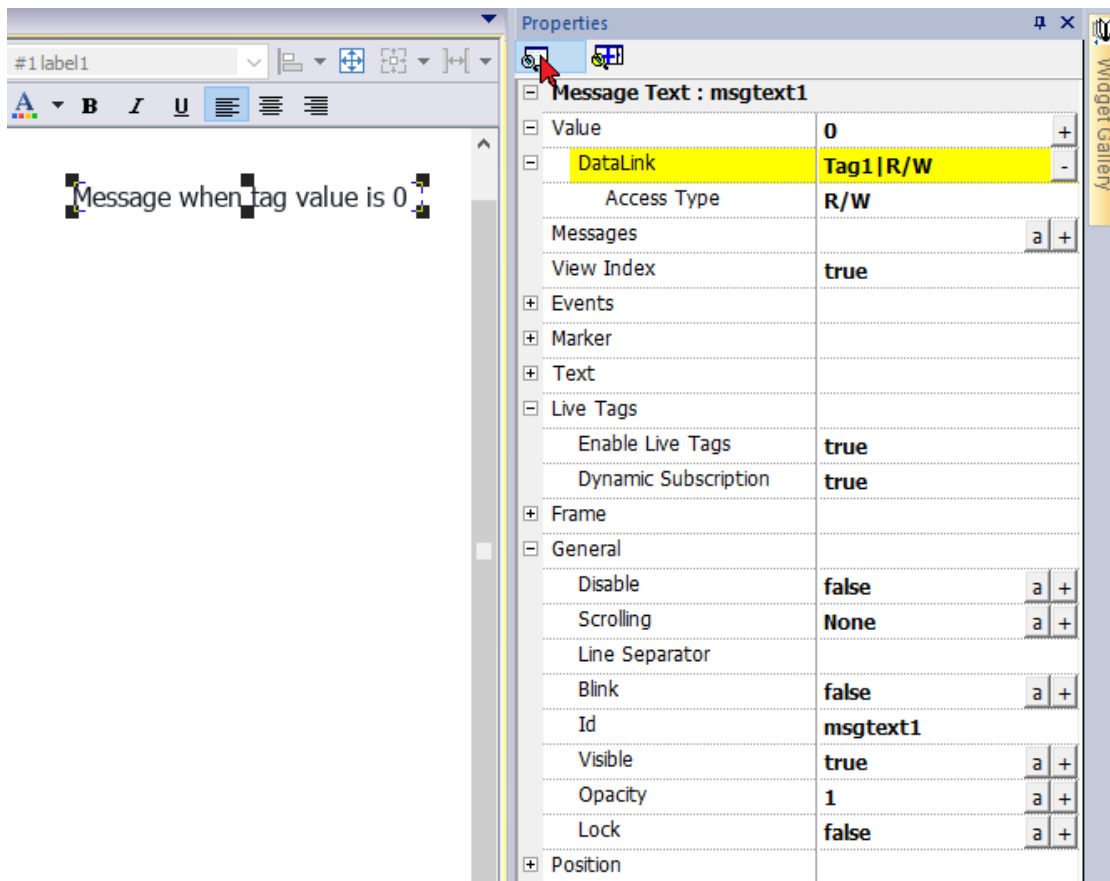 Properties
#1 label1
A B I U
Message Text : msgtext1
Message when tag value is 0
Value 0 +
DataLink Tag1|R/W -
Access Type R/W
Messages a +
View Index true
Events
Marker
Text
Live Tags
Enable Live Tags true
Dynamic Subscription true
Frame
General
Disable false a +
Scrolling None a +
Line Separator
Blink false a +
Id msgtext1
Visible true a +
Opacity 1 a +
Lock false a +
Position
Widget Gallery